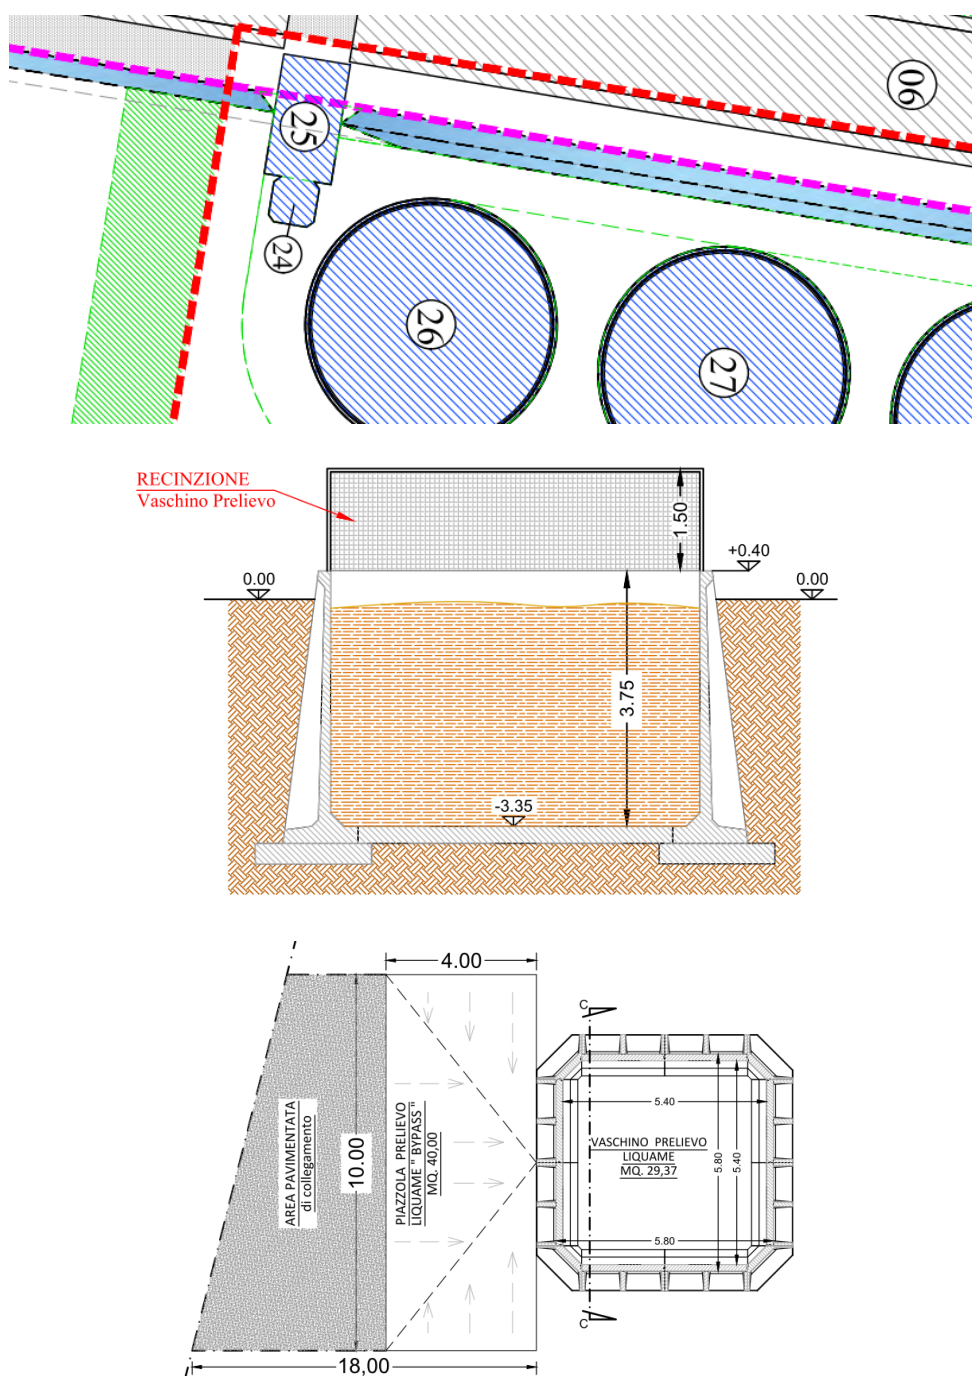 06
25
24
26
27
RECINZIONE
Vaschino Prelievo
1.50
+0.40
0.00
0.00
3.75
-3.35
4.00
C
AREA PAVIMENTATA
di collegamento
10.00
PIAZZOLA PRELIEVO
LIQUAME " BYPASS "
MQ. 40,00
5.40
VASCHINO PRELIEVO
LIQUAME
MQ. 29,37
5.80
5.40
5.80
C
18,00